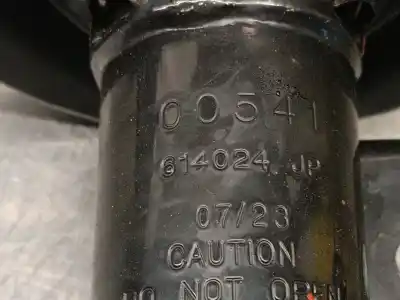 00541
614024 JP
07/23
CAUTION
DO NOT OPEN